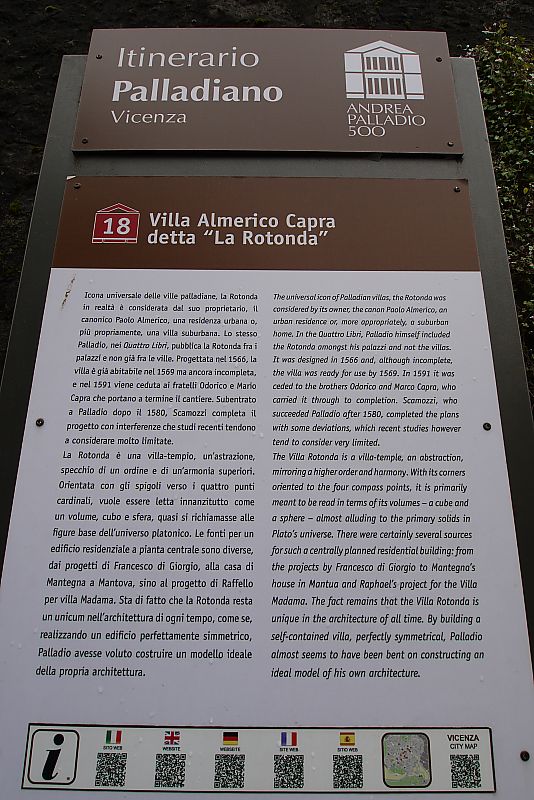 Itinerario
Palladiano
Vicenza
ANDREA
PALLADIO
500
18
Villa Almerico Capra
detta "La Rotonda"
Icona universale delle ville palladiane, la Rotonda
in realtà è considerata dal suo proprietario, il
canonico Paolo Almerico, una residenza urbana o,
più propriamente, una villa suburbana. Lo stesso
Palladio, nei Quattro Libri, pubblica la Rotonda fra i
palazzi e non già fra le ville. Progettata nel 1566, la
villa è già abitabile nel 1569 ma ancora incompleta,
e nel 1591 viene ceduta ai fratelli Odorico e Mario
Capra che portano a termine il cantiere. Subentrato
a Palladio dopo il 1580, Scamozzi completa il
progetto con interferenze che studi recenti tendono
a considerare molto limitate.
La Rotonda è una villa-tempio, un'astrazione,
specchio di un ordine e di un'armonia superiori.
Orientata con gli spigoli verso i quattro punti
cardinali, vuole essere letta innanzitutto come
un volume, cubo e sfera, quasi si richiamasse alle
figure base dell'universo platonico. Le fonti per un
edificio residenziale a pianta centrale sono diverse,
dai progetti di Francesco di Giorgio, alla casa di
Mantegna a Mantova, sino al progetto di Raffello
per villa Madama. Sta di fatto che la Rotonda resta
un unicum nell'architettura di ogni tempo, come se,
realizzando un edificio perfettamente simmetrico,
Palladio avesse voluto costruire un modello ideale
della propria architettura.
The universal icon of Palladian villas, the Rotonda was
considered by its owner, the canon Paolo Almerico, an
urban residence or, more appropriately, a suburban
home. In the Quattro Libri, Palladio himself included
the Rotonda amongst his palazzi and not the villas.
It was designed in 1566 and, although incomplete,
the villa was ready for use by 1569. In 1591 it was
ceded to the brothers Odorico and Marco Capra, who
carried it through to completion. Scamozzi, who
succeeded Palladio after 1580, completed the plans
with some deviations, which recent studies however
tend to consider very limited.
The Villa Rotonda is a villa-temple, an abstraction,
mirroring a higher order and harmony. With its corners
oriented to the four compass points, it is primarily
meant to be read in terms of its volumes – a cube and
a sphere – almost alluding to the primary solids in
Plato's universe. There were certainly several sources
for such a centrally planned residential building: from
the projects by Francesco di Giorgio to Mantegna's
house in Mantua and Raphael's project for the Villa
Madama. The fact remains that the Villa Rotonda is
unique in the architecture of all time. By building a
self-contained villa, perfectly symmetrical, Palladio
almost seems to have been bent on constructing an
ideal model of his own architecture.
i
SITO WEB
WEBSITE
WEBSEITE
SITE WEB
SITIO WEB
VICENZA
CITY MAP